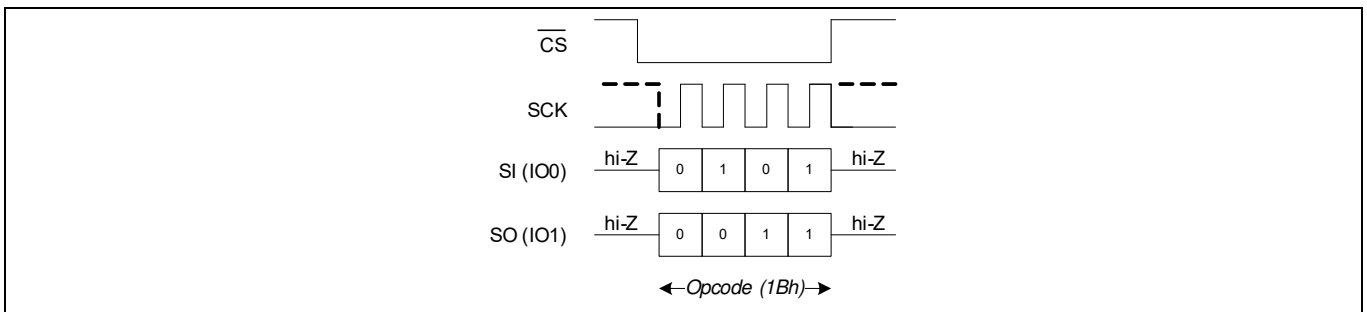 CS
SCK
hi-Z hi-Z
SI (IO0) 0 1 0 1
hi-Z hi-Z
SO (IO1) 0 0 1 1
Opcode (1Bh)